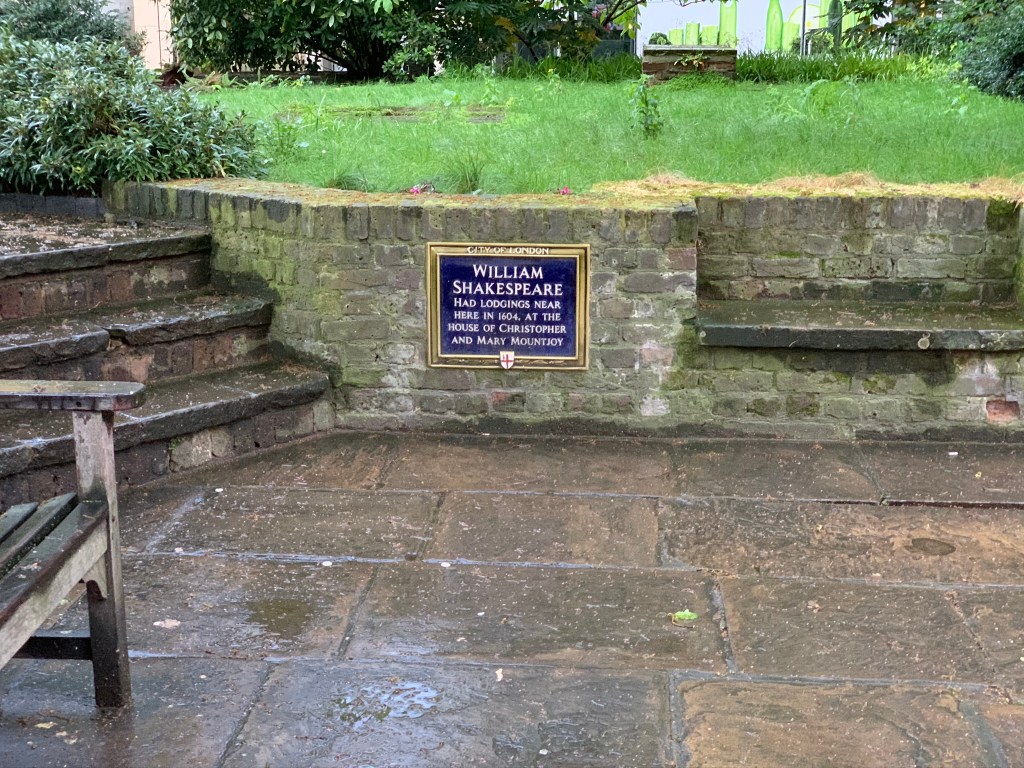 CITY OF LONDON
WILLIAM
SHAKESPEARE
HAD LODGINGS NEAR
HERE IN 1604, AT THE
HOUSE OF CHRISTOPHER
AND MARY MOUNTJOY